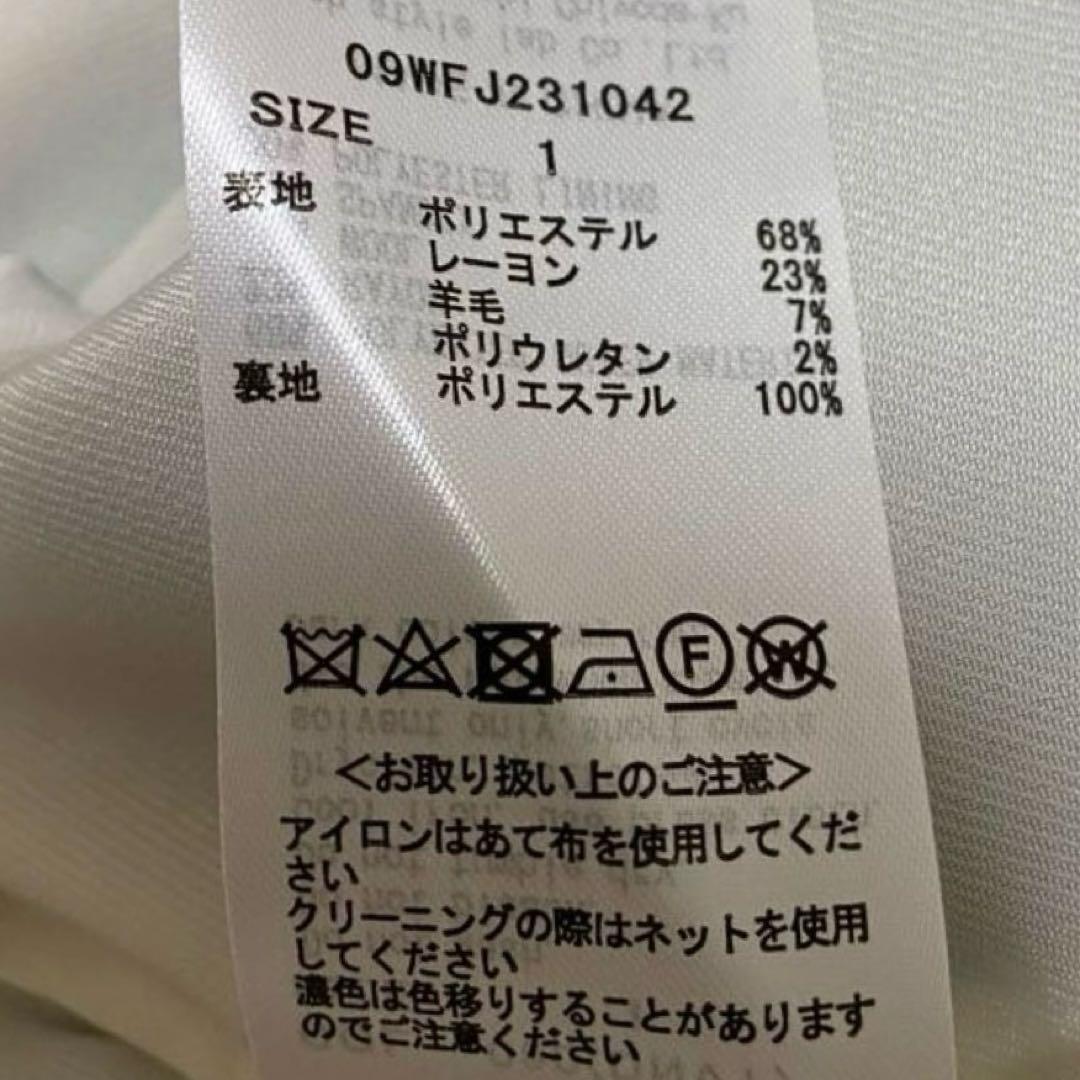 09WFJ231042
SIZE 1
表地 ポリエステル 68%
レーヨン 23%
羊毛 7%
ポリウレタン 2%
裏地 ポリエステル 100%
F W
<お取り扱い上のご注意>
アイロンはあて布を使用してくだ
さい
クリーニングの際はネットを使用
してください
濃色は色移りすることがあります
のでご注意ください